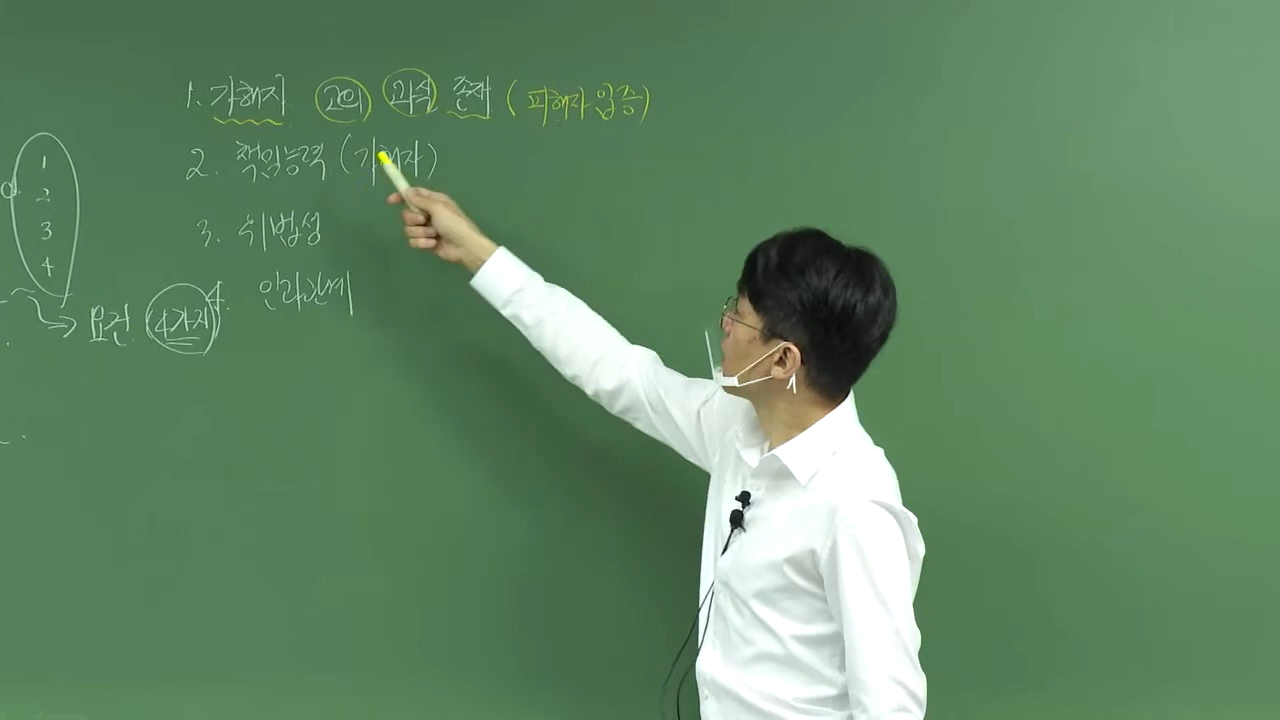 1. 가해자 고의 과실 존재 (피해자 입증)
2. 책임능력 (가해자)
3. 위법성
4. 인과관계
1
2
3
4
요건 (4가지)